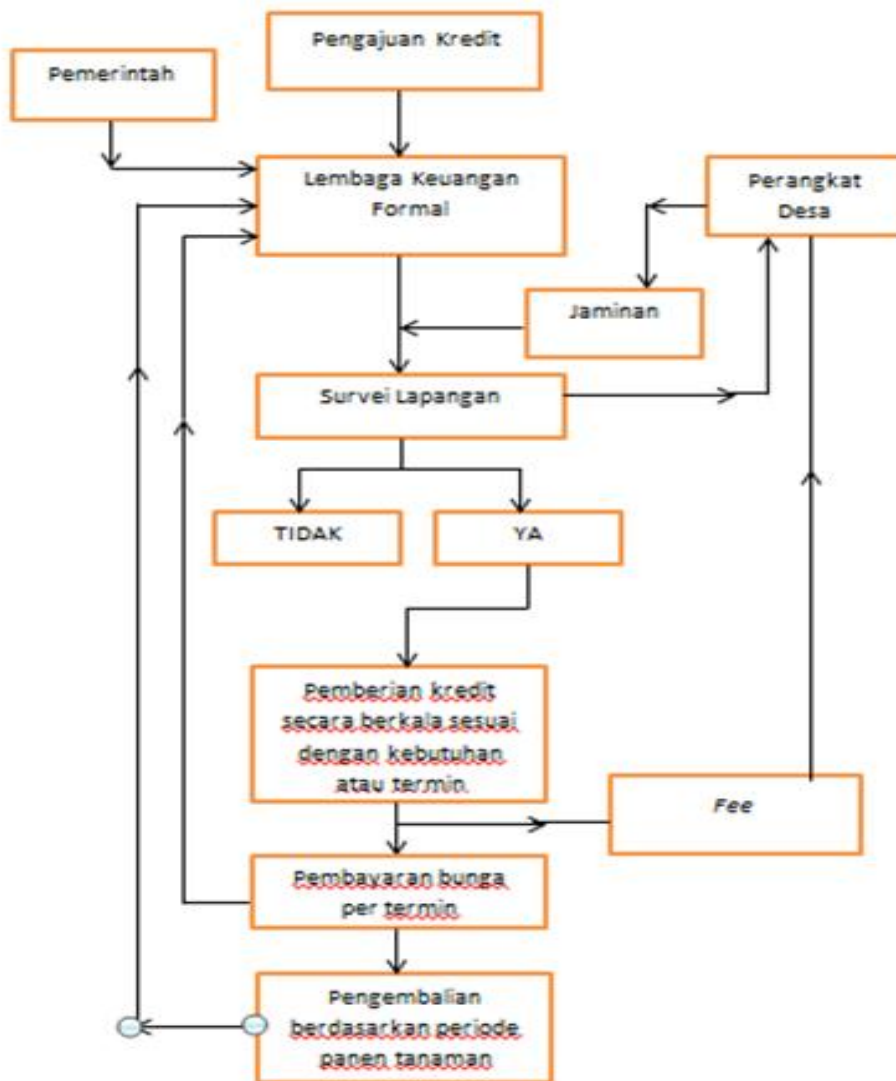 Pengajuan Kredit
Pemerintah
Lembaga Keuangan
Formal
Perangkat
Desa
Jaminan
Survei Lapangan
TIDAK
YA
Pemberian kredit
secara berkala sesuai
dengan kebutuhan
atau termin
Fee
Pembayaran bunga
per termin
Pengembalian
berdasarkan periode
panen tanaman